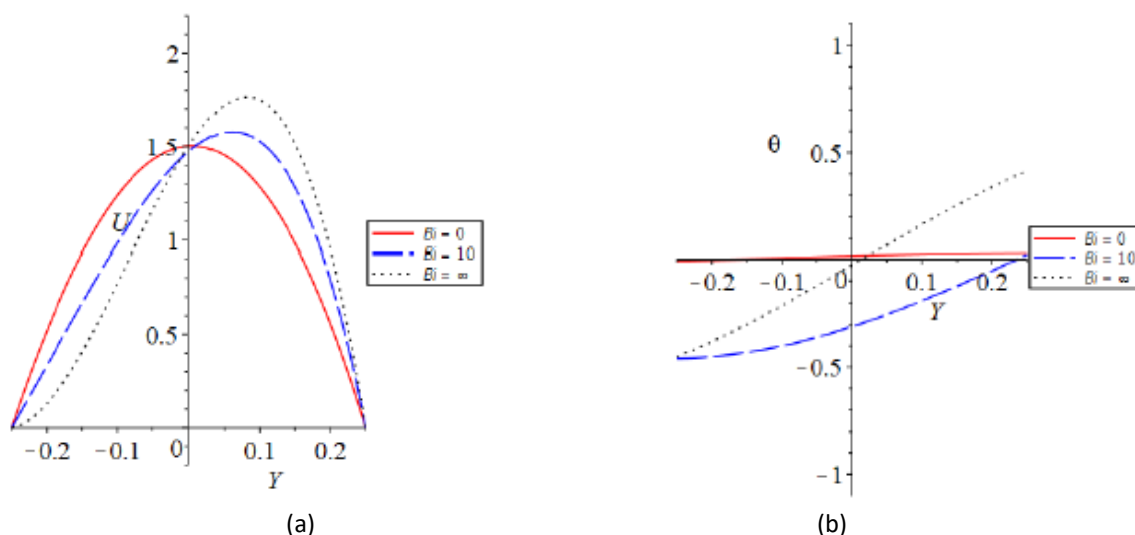 2
1.5
U
1
0.5
−0.2 −0.1 0 0.1 0.2
Y
Bi = 0
Bi = 10
Bi = ∞
(a)
1
θ
0.5
−0.2 −0.1 0 0.1 0.2
Y
−0.5
−1
Bi = 0
Bi = 10
Bi = ∞
(b)